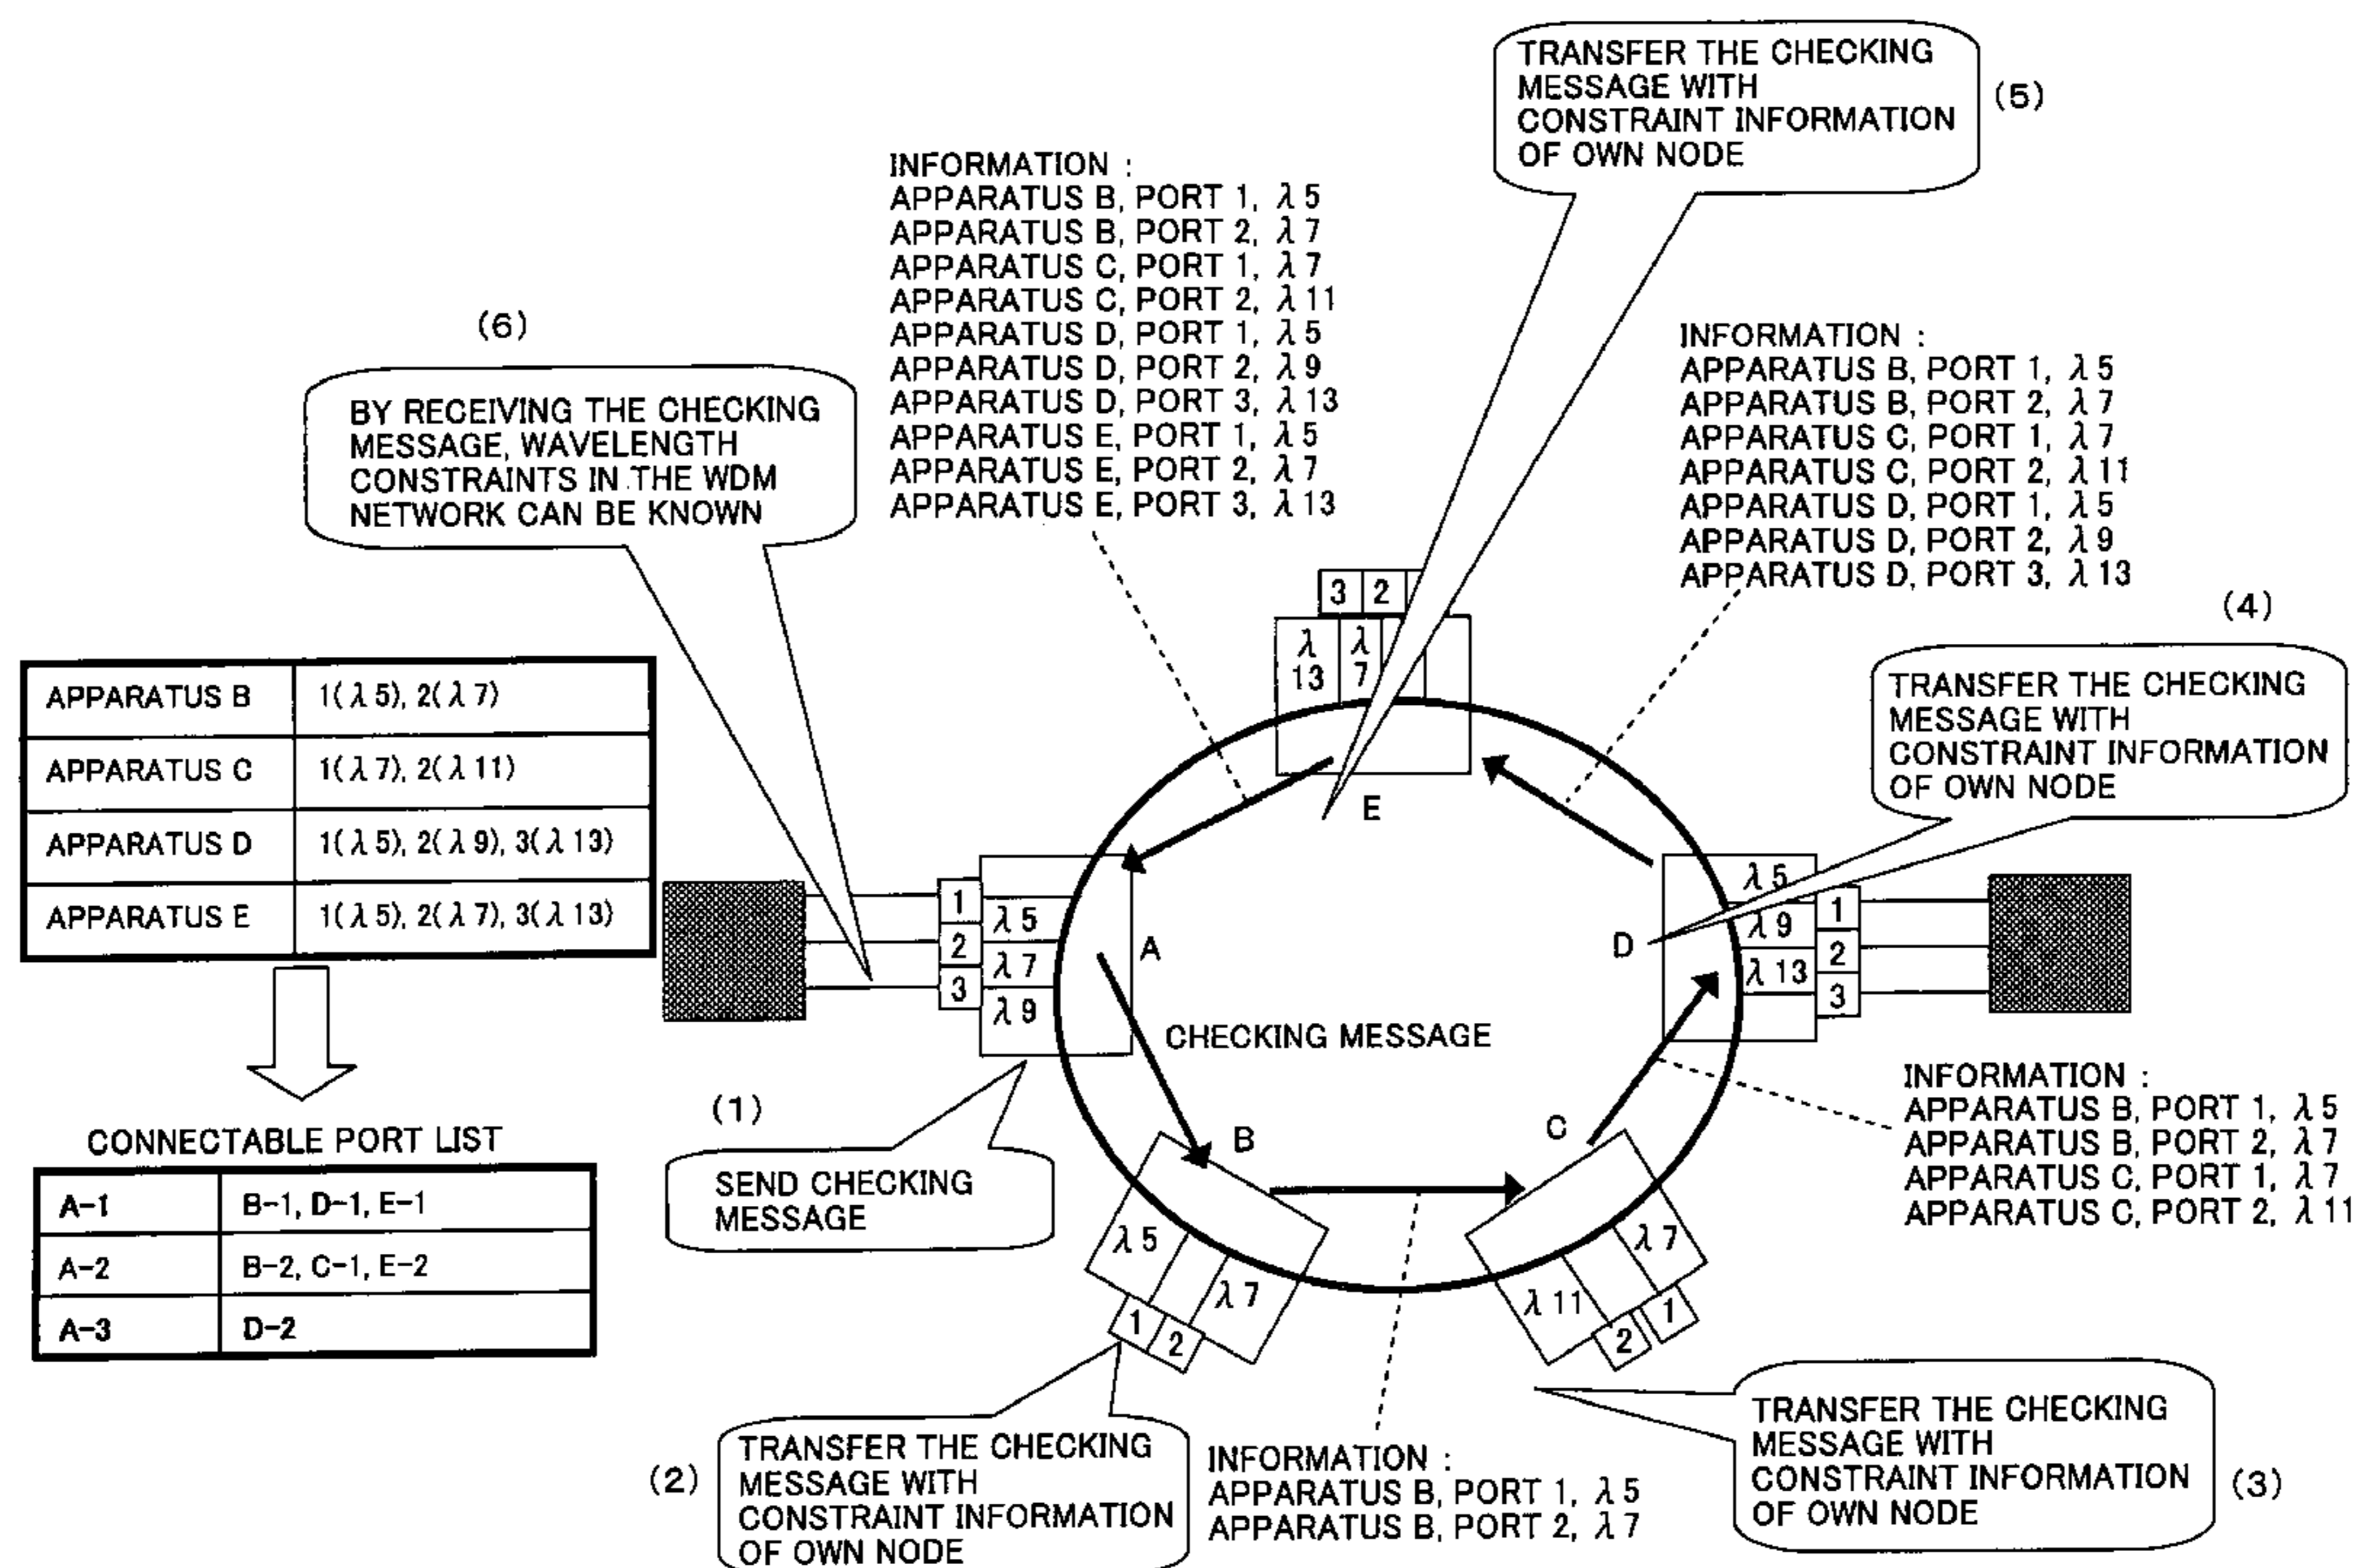 TRANSFER THE CHECKING
MESSAGE WITH
CONSTRAINT INFORMATION
OF OWN NODE
(5)
INFORMATION :
APPARATUS B, PORT 1, λ5
APPARATUS B, PORT 2, λ7
APPARATUS C, PORT 1, λ7
APPARATUS C, PORT 2, λ11
APPARATUS D, PORT 1, λ5
APPARATUS D, PORT 2, λ9
APPARATUS D, PORT 3, λ13
APPARATUS E, PORT 1, λ5
APPARATUS E, PORT 2, λ7
APPARATUS E, PORT 3, λ13
(6)
BY RECEIVING THE CHECKING
MESSAGE, WAVELENGTH
CONSTRAINTS IN THE WDM
NETWORK CAN BE KNOWN
INFORMATION :
APPARATUS B, PORT 1, λ5
APPARATUS B, PORT 2, λ7
APPARATUS C, PORT 1, λ7
APPARATUS C, PORT 2, λ11
APPARATUS D, PORT 1, λ5
APPARATUS D, PORT 2, λ9
APPARATUS D, PORT 3, λ13
(4)
TRANSFER THE CHECKING
MESSAGE WITH
CONSTRAINT INFORMATION
OF OWN NODE
3 2
λ λ
13 7
E
APPARATUS B 1(λ5), 2(λ7)
APPARATUS C 1(λ7), 2(λ11)
APPARATUS D 1(λ5), 2(λ9), 3(λ13)
APPARATUS E 1(λ5), 2(λ7), 3(λ13)
1
2
3
λ5
λ7
λ9
A
D
λ5
λ9
λ13
1
2
3
CHECKING MESSAGE
CONNECTABLE PORT LIST
A-1 B-1, D-1, E-1
A-2 B-2, C-1, E-2
A-3 D-2
(1)
SEND CHECKING
MESSAGE
B
λ5
λ7
1
2
C
λ7
λ11
1
2
INFORMATION :
APPARATUS B, PORT 1, λ5
APPARATUS B, PORT 2, λ7
APPARATUS C, PORT 1, λ7
APPARATUS C, PORT 2, λ11
(2)
TRANSFER THE CHECKING
MESSAGE WITH
CONSTRAINT INFORMATION
OF OWN NODE
INFORMATION :
APPARATUS B, PORT 1, λ5
APPARATUS B, PORT 2, λ7
TRANSFER THE CHECKING
MESSAGE WITH
CONSTRAINT INFORMATION
OF OWN NODE
(3)